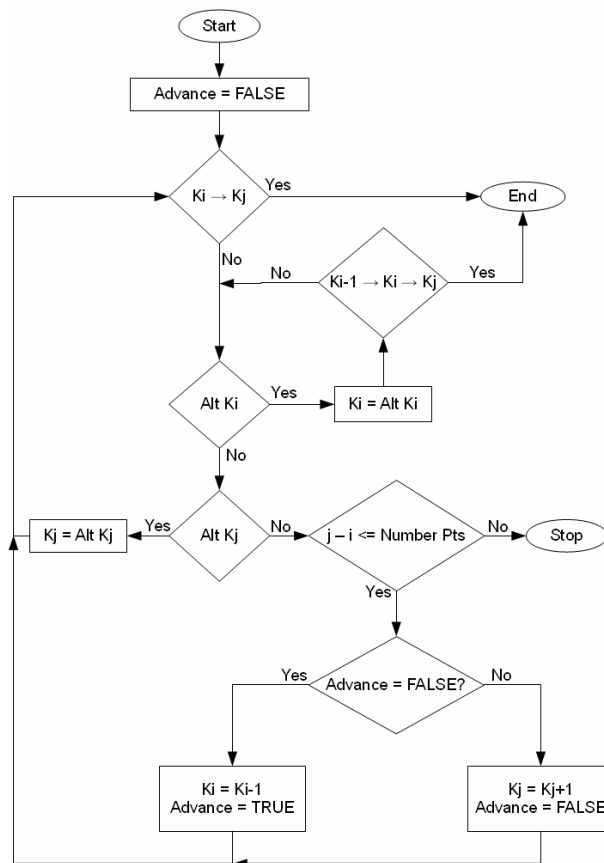 Start
Advance = FALSE
Ki → Kj
Yes
End
No
No
Ki-1 → Ki → Kj
Yes
Alt Ki
Yes
Ki = Alt Ki
No
Kj = Alt Kj
Yes
Alt Kj
No
j – i <= Number Pts
No
Stop
Yes
Yes
Advance = FALSE?
No
Ki = Ki-1
Advance = TRUE
Kj = Kj+1
Advance = FALSE